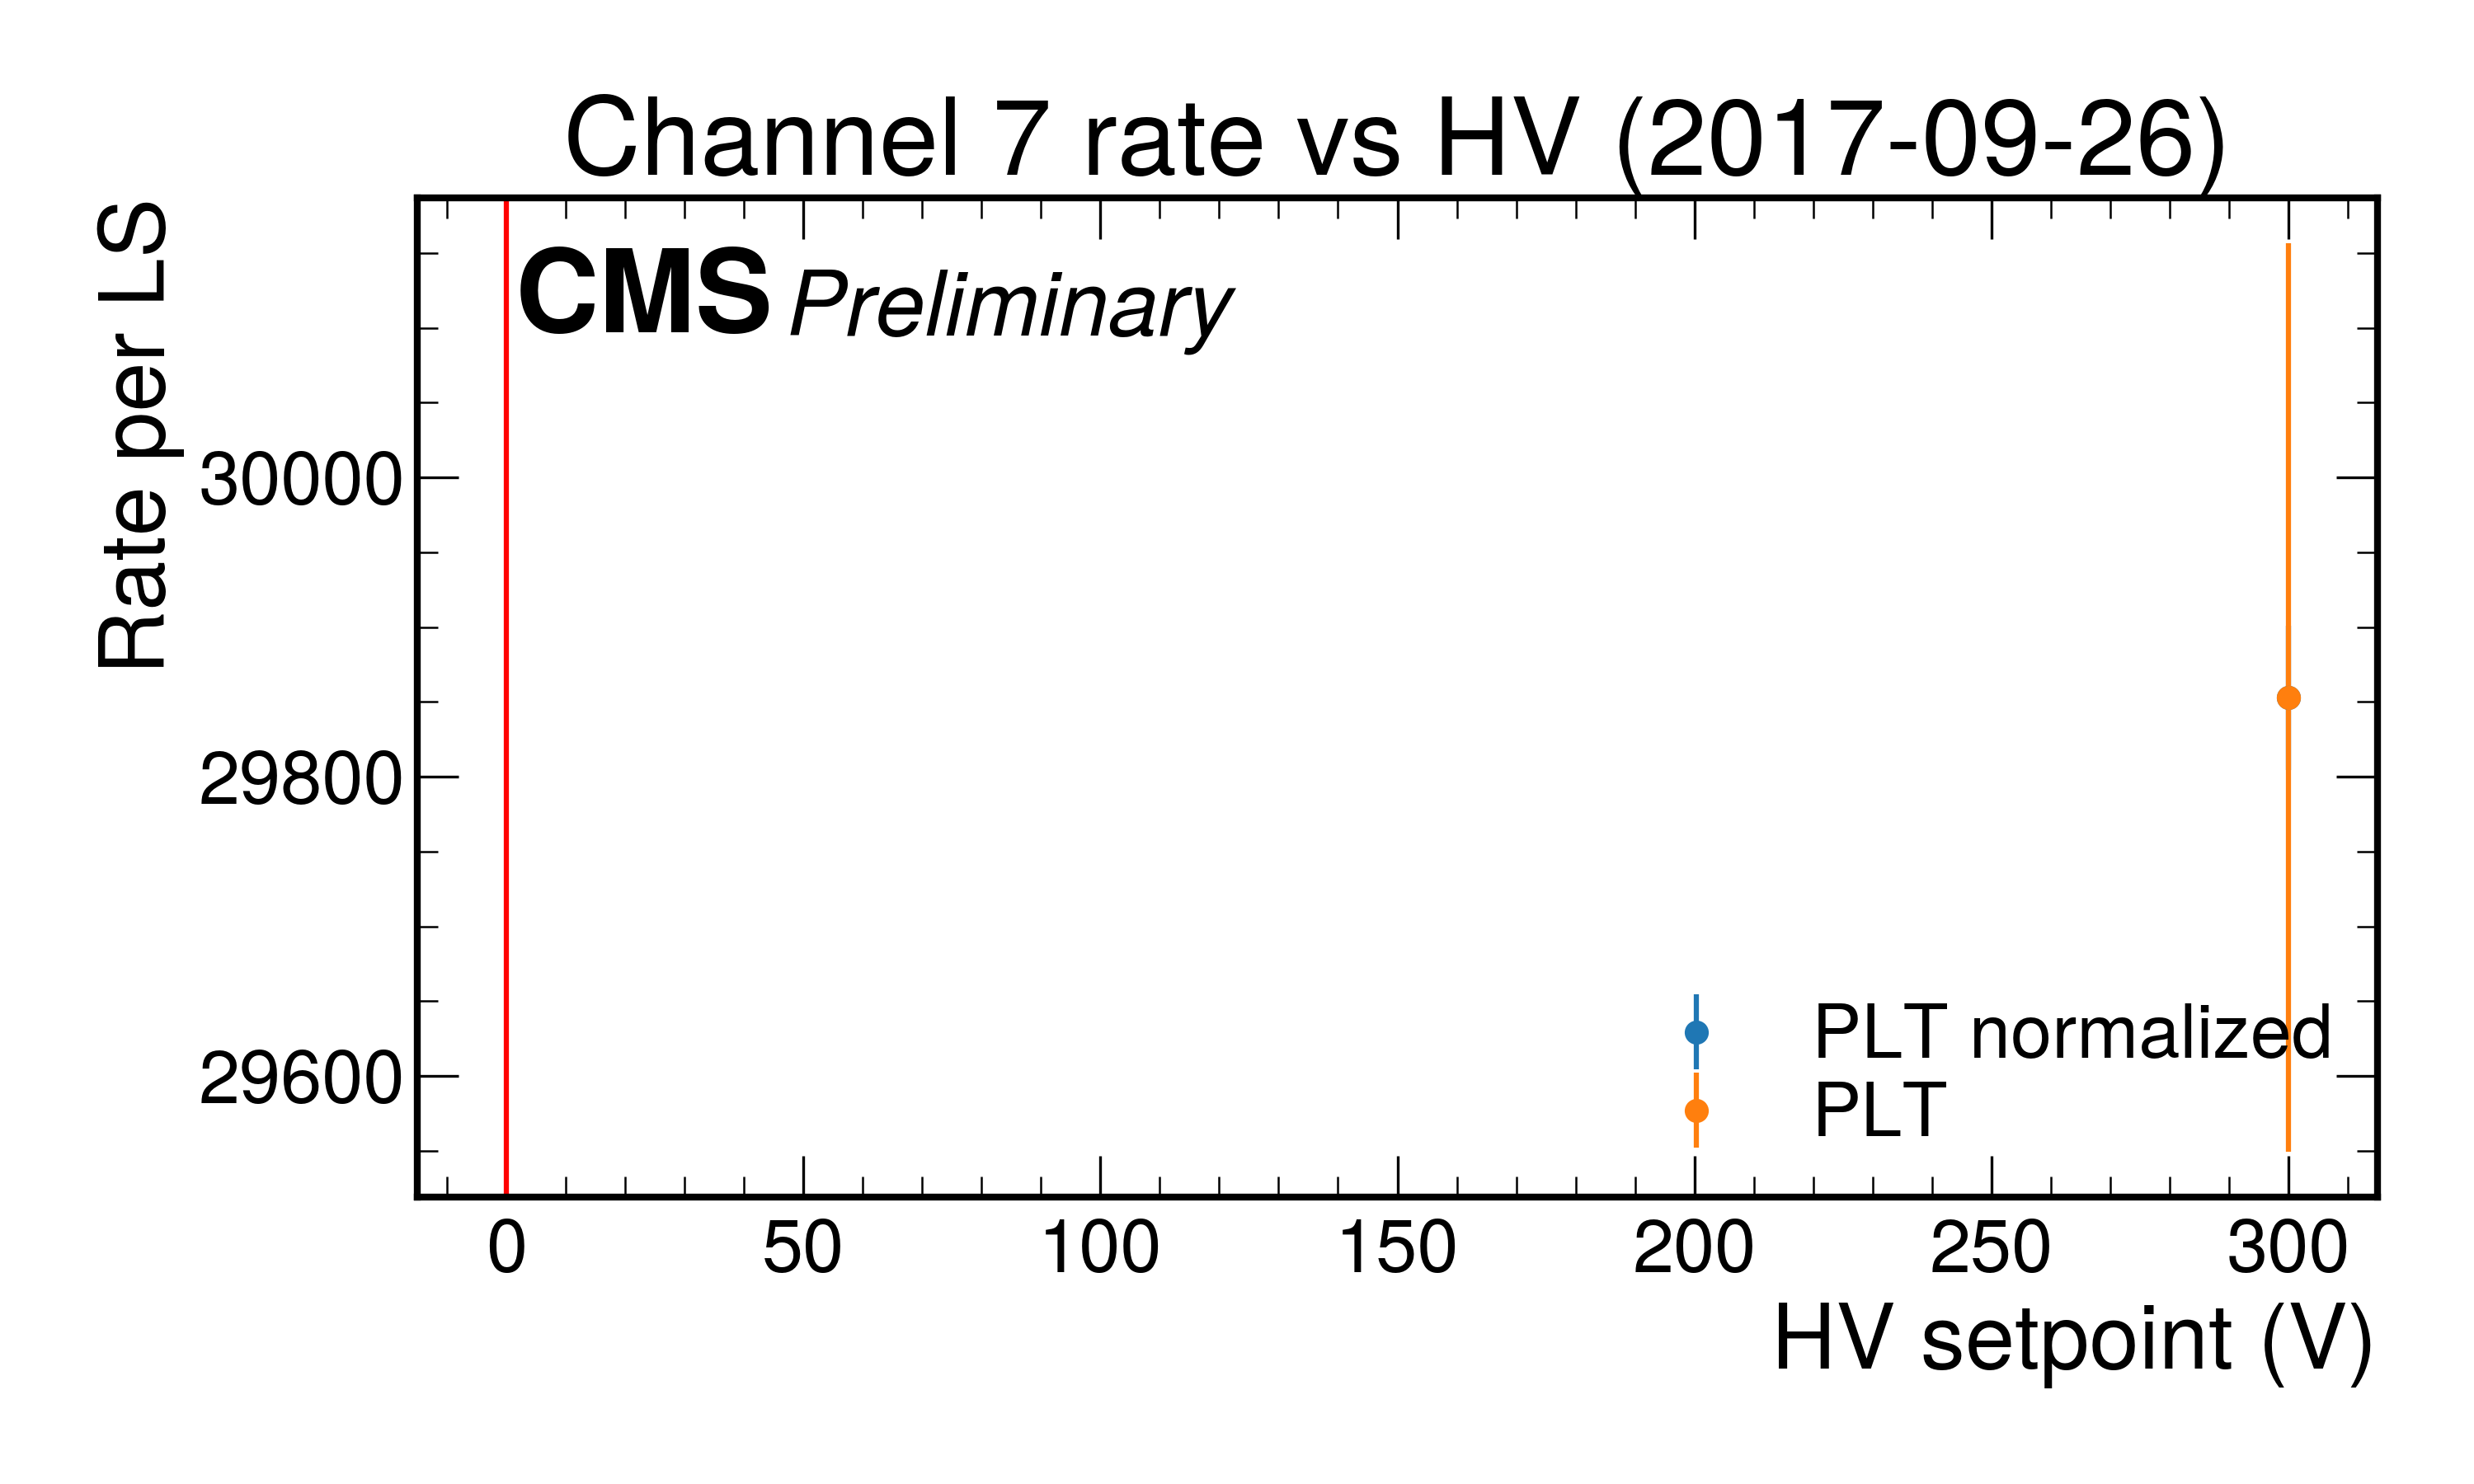 Channel 7 rate vs HV (2017-09-26)
CMS Preliminary
Rate per LS
30000
29800
29600
PLT normalized
PLT
0 50 100 150 200 250 300
HV setpoint (V)